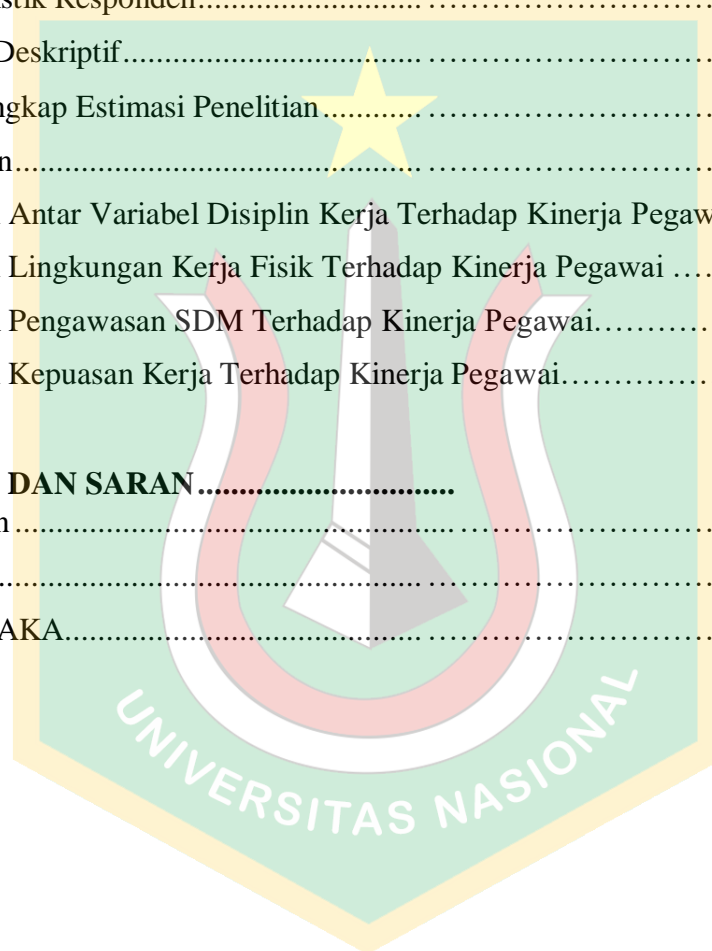 stik Responden.......................................................
Deskriptif.......................................................
ngkap Estimasi Penelitian.......................................................
n.......................................................
Antar Variabel Disiplin Kerja Terhadap Kinerja Pegaw
Lingkungan Kerja Fisik Terhadap Kinerja Pegawai ....
Pengawasan SDM Terhadap Kinerja Pegawai..............
Kepuasan Kerja Terhadap Kinerja Pegawai................
DAN SARAN..............................
n.......................................................
.......................................................
AKA.......................................................
UNIVERSITAS NASIONAL